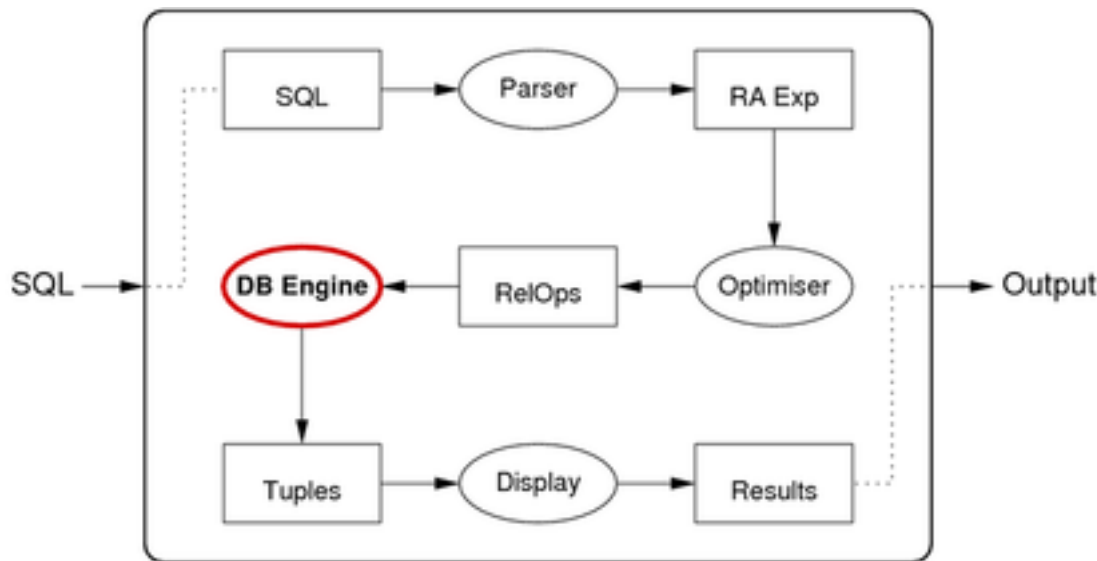 SQL
Parser
RA Exp
SQL
DB Engine
RelOps
Optimiser
Output
Tuples
Display
Results